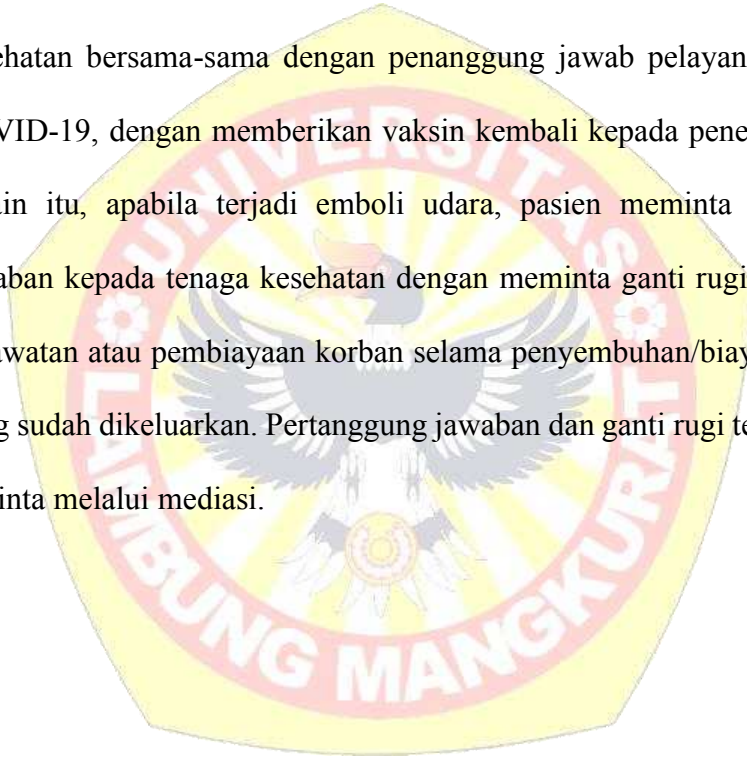 ehatan bersama-sama dengan penanggung jawab pelayan
VID-19, dengan memberikan vaksin kembali kepada pene
in itu, apabila terjadi emboli udara, pasien meminta
aban kepada tenaga kesehatan dengan meminta ganti rugi
awatan atau pembiayaan korban selama penyembuhan/biay
g sudah dikeluarkan. Pertanggung jawaban dan ganti rugi te
inta melalui mediasi.
UNIVERSITAS
LAMBUNG MANGKURAT